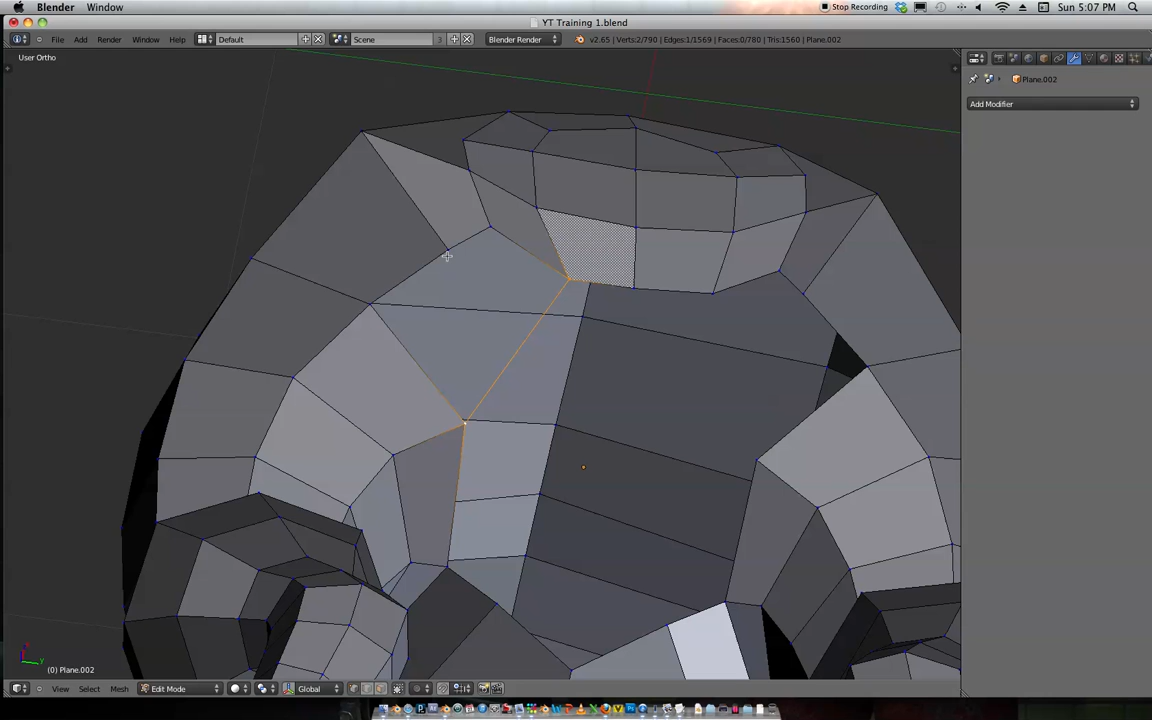 Blender Window Stop Recording Sun 5:07 PM
YT Training 1.blend
File Add Render Window Help Default Scene 3 Blender Render v2.65 | Verts:2/790 | Edges:1/1569 | Faces:0/780 | Tris:1560 | Plane.002
User Ortho
Plane.002
Add Modifier
(0) Plane.002
View Select Mesh Edit Mode Global